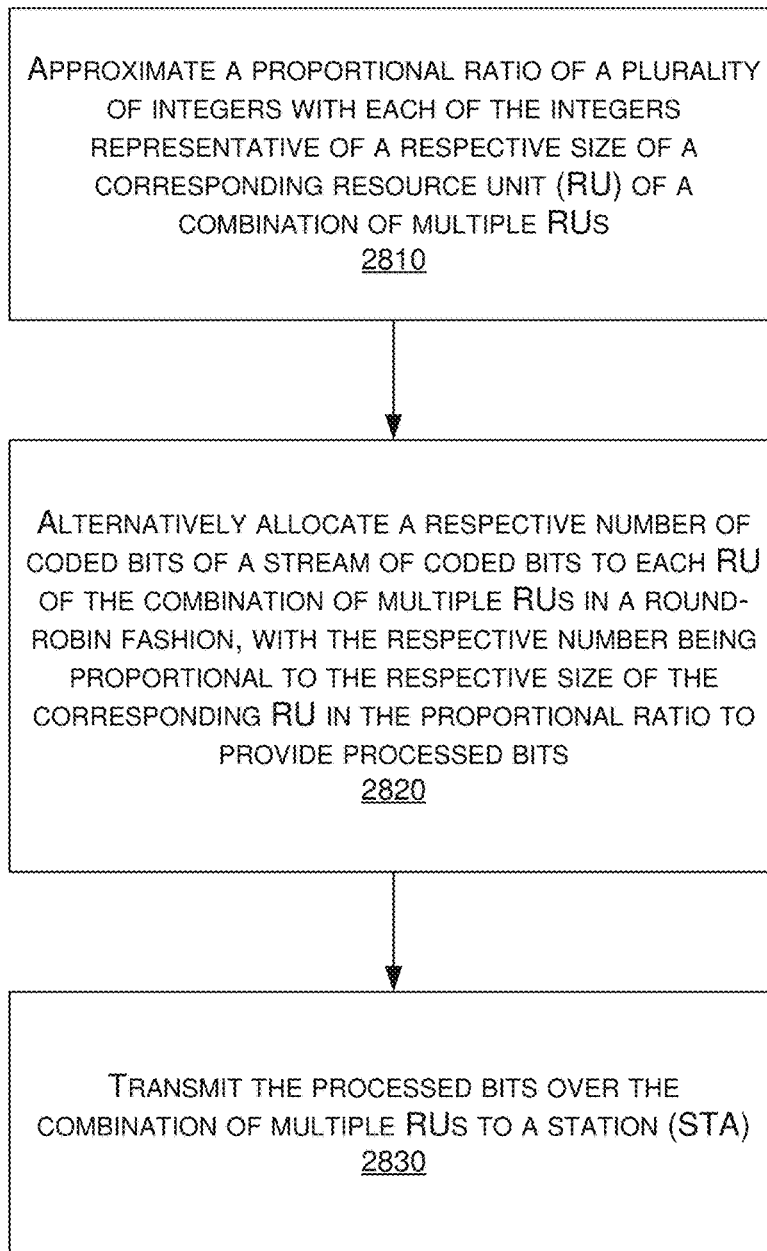 APPROXIMATE A PROPORTIONAL RATIO OF A PLURALITY
OF INTEGERS WITH EACH OF THE INTEGERS
REPRESENTATIVE OF A RESPECTIVE SIZE OF A
CORRESPONDING RESOURCE UNIT (RU) OF A
COMBINATION OF MULTIPLE RUS
2810
ALTERNATIVELY ALLOCATE A RESPECTIVE NUMBER OF
CODED BITS OF A STREAM OF CODED BITS TO EACH RU
OF THE COMBINATION OF MULTIPLE RUS IN A ROUND-
ROBIN FASHION, WITH THE RESPECTIVE NUMBER BEING
PROPORTIONAL TO THE RESPECTIVE SIZE OF THE
CORRESPONDING RU IN THE PROPORTIONAL RATIO TO
PROVIDE PROCESSED BITS
2820
TRANSMIT THE PROCESSED BITS OVER THE
COMBINATION OF MULTIPLE RUS TO A STATION (STA)
2830